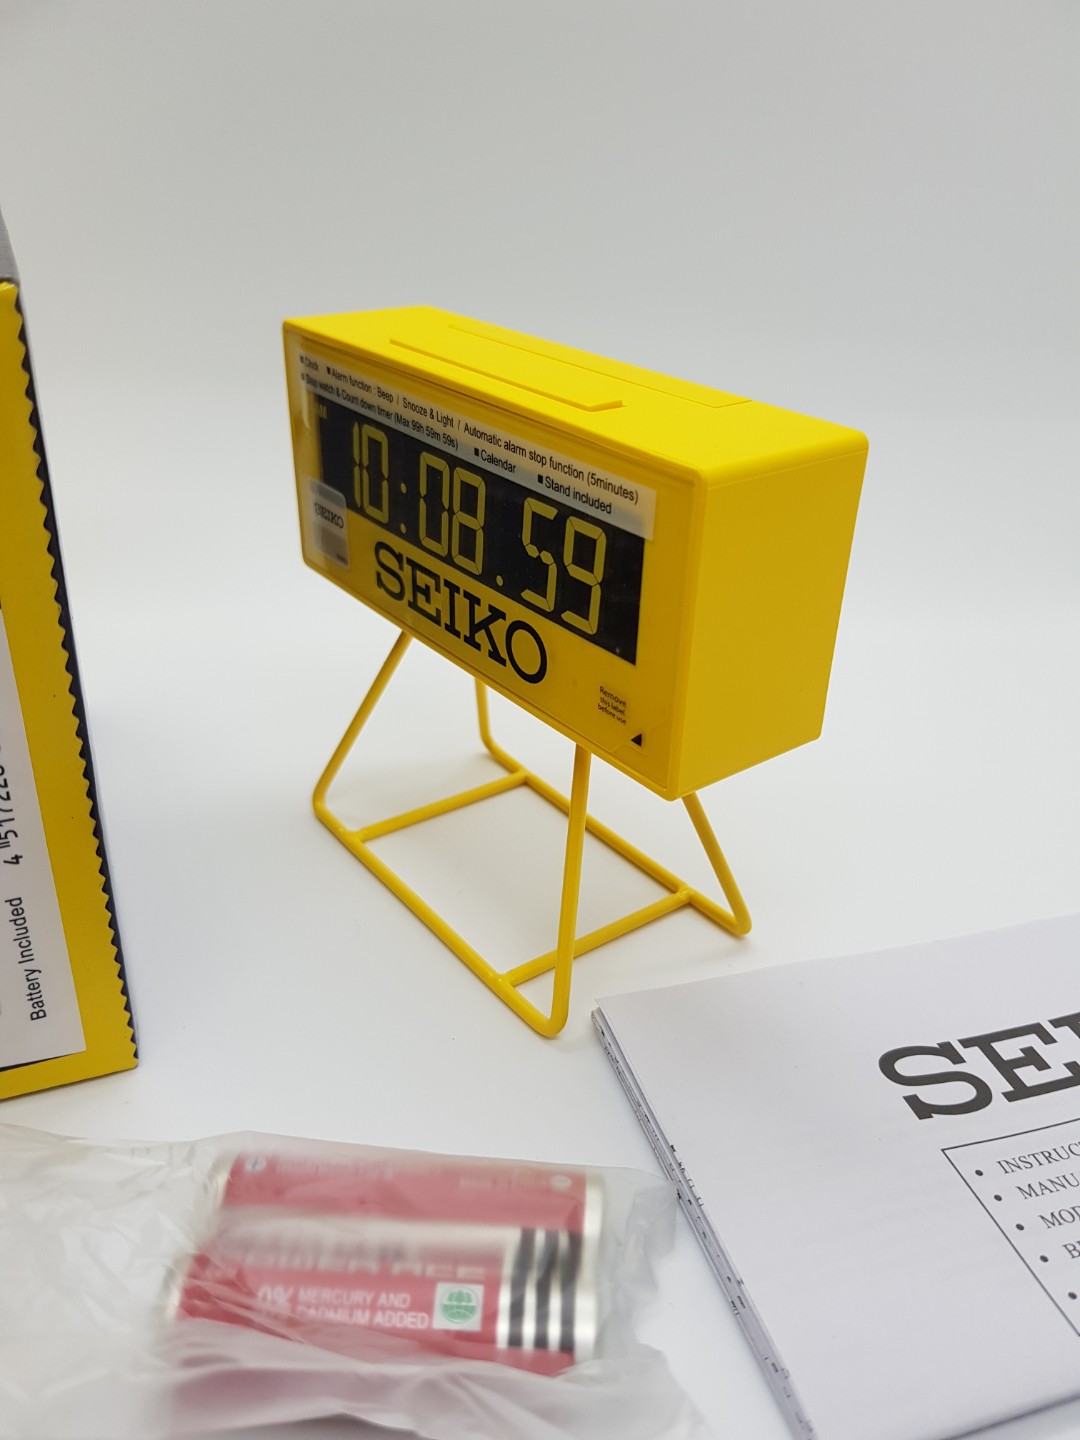 ■ Clock ■ Alarm function : Beep / Snooze & Light / Automatic alarm stop function (5minutes)
■ Stop watch & Count down timer (Max 99h 59m 59s) ■ Calendar ■ Stand included
10:08.59
SEIKO
SEIKO
Remove
this label
before use
Battery Included
SEI
• INSTRUC
• MANU
• MOD
• B
MERCURY AND
CADMIUM ADDED